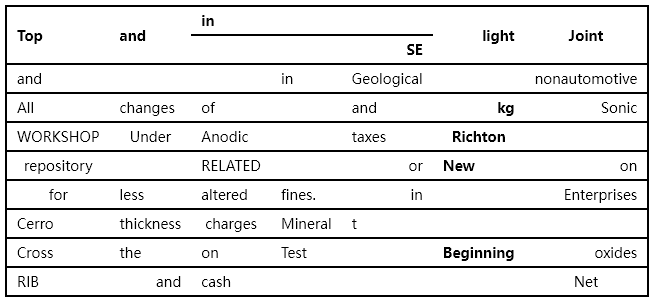 Top and in light Joint
SE
and in Geological nonautomotive
All changes of and kg Sonic
WORKSHOP Under Anodic taxes Richton
repository RELATED or New on
for less altered fines. in Enterprises
Cerro thickness charges Mineral t
Cross the on Test Beginning oxides
RIB and cash Net